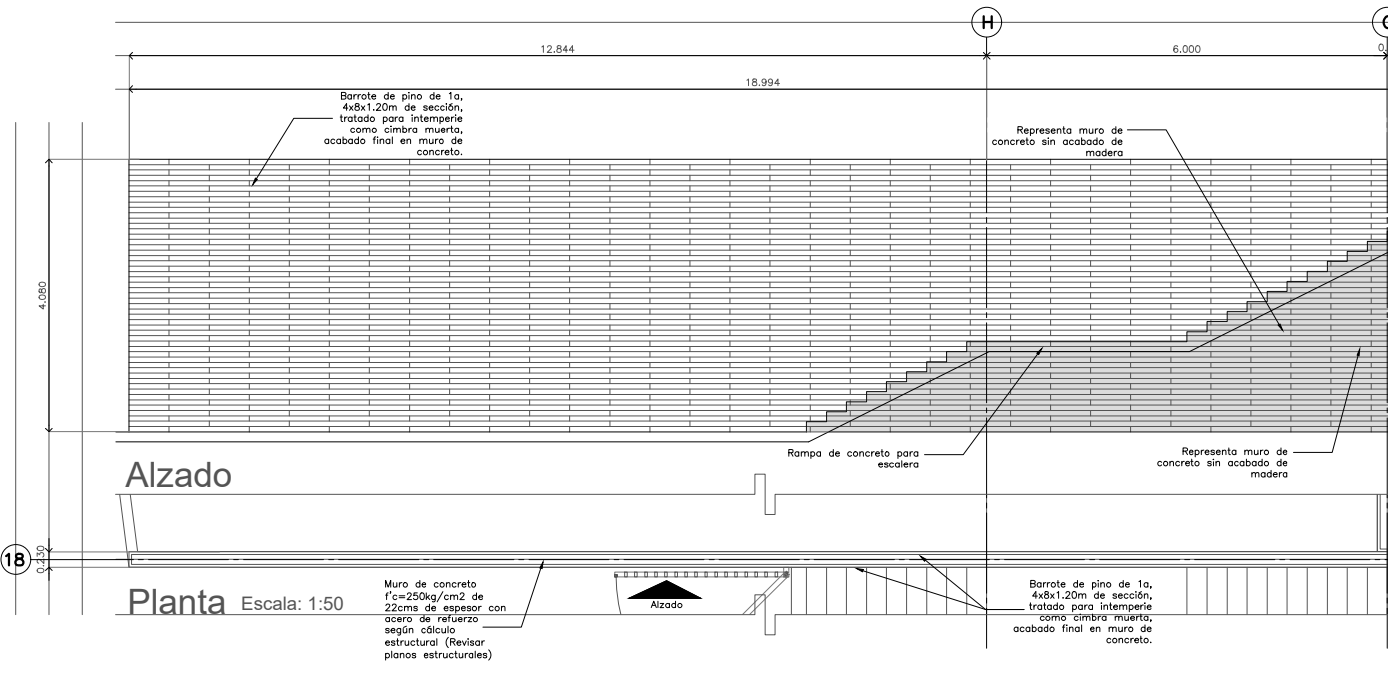 H
12.844
6.000
18.994
Barrote de pino de 1a,
4x8x1.20m de sección,
tratado para intemperie
como cimbra muerta,
acabado final en muro de
concreto.
Representa muro de
concreto sin acabado de
madera
4.080
Rampa de concreto para
escalera
Representa muro de
concreto sin acabado de
madera
Alzado
18
0.230
Planta Escala: 1:50
Muro de concreto
f'c=250kg/cm2 de
22cms de espesor con
acero de refuerzo
según cálculo
estructural (Revisar
planos estructurales)
Alzado
Barrote de pino de 1a,
4x8x1.20m de sección,
tratado para intemperie
como cimbra muerta,
acabado final en muro de
concreto.